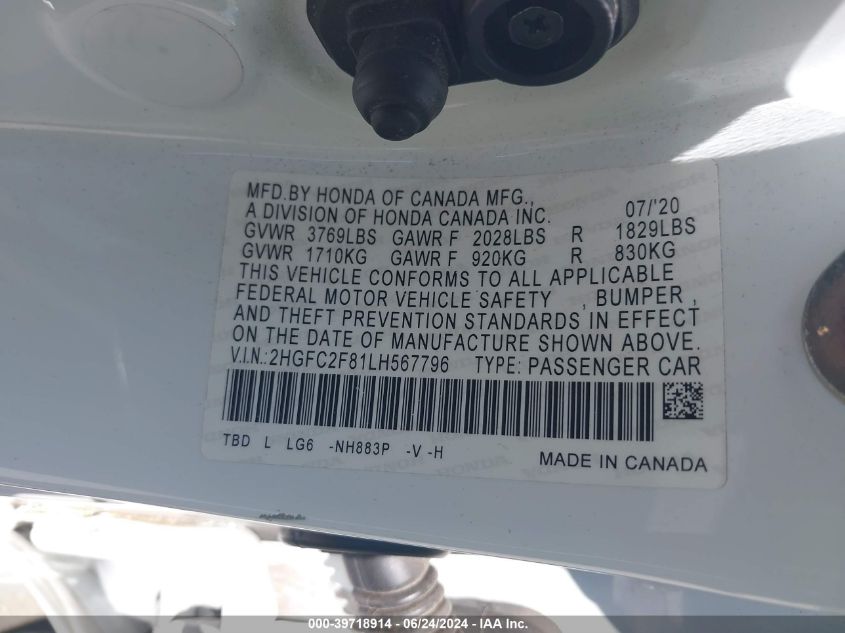 MFD.BY HONDA OF CANADA MFG.,
A DIVISION OF HONDA CANADA INC. 07/'20
GVWR 3769LBS GAWR F 2028LBS R 1829LBS
GVWR 1710KG GAWR F 920KG R 830KG
THIS VEHICLE CONFORMS TO ALL APPLICABLE
FEDERAL MOTOR VEHICLE SAFETY , BUMPER ,
AND THEFT PREVENTION STANDARDS IN EFFECT
ON THE DATE OF MANUFACTURE SHOWN ABOVE.
V.I.N.:2HGFC2F81LH567796 TYPE: PASSENGER CAR
TBD L LG6 -NH883P -V -H
MADE IN CANADA
000-39718914 - 06/24/2024 - IAA Inc.